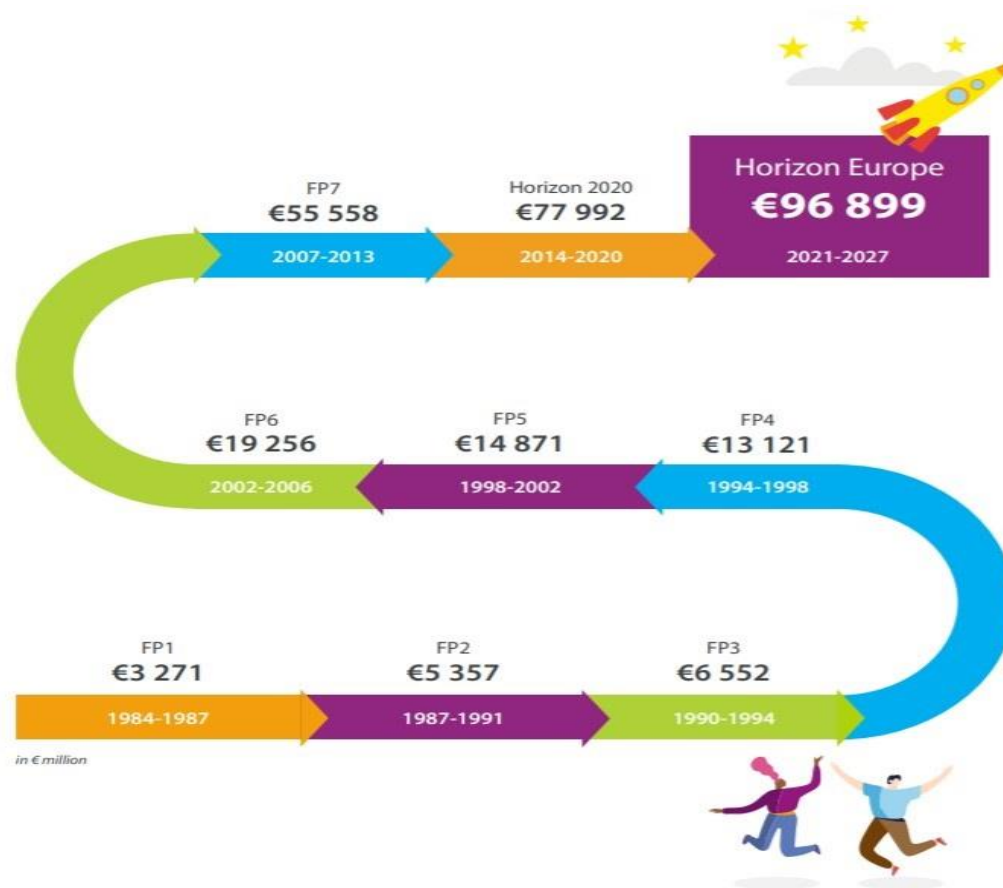 Horizon Europe
€96 899
2021-2027
FP7
€55 558
2007-2013
Horizon 2020
€77 992
2014-2020
FP6
€19 256
2002-2006
FP5
€14 871
1998-2002
FP4
€13 121
1994-1998
FP1
€3 271
1984-1987
FP2
€5 357
1987-1991
FP3
€6 552
1990-1994
in € million